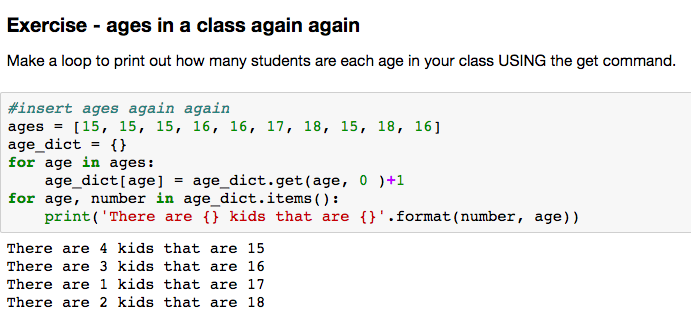 Exercise - ages in a class again again
Make a loop to print out how many students are each age in your class USING the get command.
#insert ages again again
ages = [15, 15, 15, 16, 16, 17, 18, 15, 18, 16]
age_dict = {}
for age in ages:
    age_dict[age] = age_dict.get(age, 0 )+1
for age, number in age_dict.items():
    print('There are {} kids that are {}'.format(number, age))
There are 4 kids that are 15
There are 3 kids that are 16
There are 1 kids that are 17
There are 2 kids that are 18